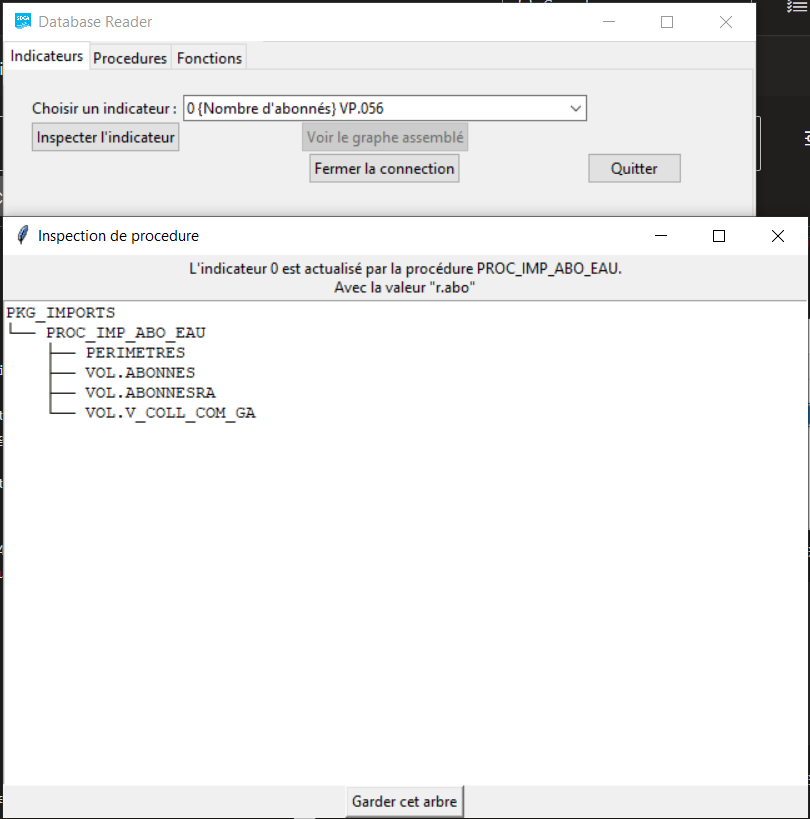 SDGA Database Reader
Indicateurs Procedures Fonctions
Choisir un indicateur : 0 {Nombre d'abonnés} VP.056
Inspecter l'indicateur Voir le graphe assemblé
Fermer la connection Quitter
Inspection de procedure
L'indicateur 0 est actualisé par la procédure PROC_IMP_ABO_EAU.
Avec la valeur "r.abo"
PKG_IMPORTS
└── PROC_IMP_ABO_EAU
    ├── PERIMETRES
    ├── VOL.ABONNES
    ├── VOL.ABONNESRA
    └── VOL.V_COLL_COM_GA
Garder cet arbre